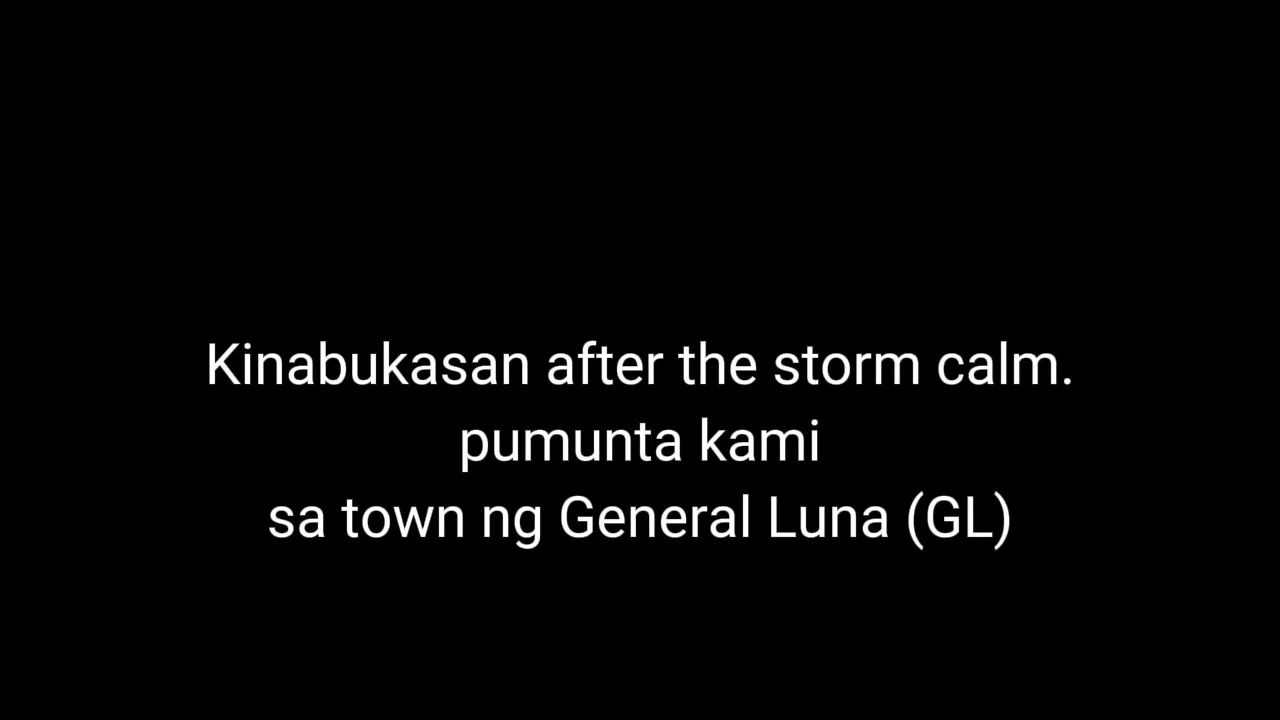 Kinabukasan after the storm calm.
pumunta kami
sa town ng General Luna (GL)